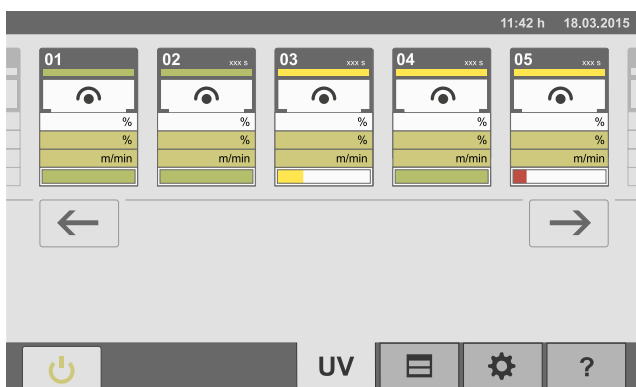 11:42 h 18.03.2015
01 02 xxx s 03 xxx s 04 xxx s 05 xxx s
% % % % %
% % % % %
m/min m/min m/min m/min m/min
UV ?